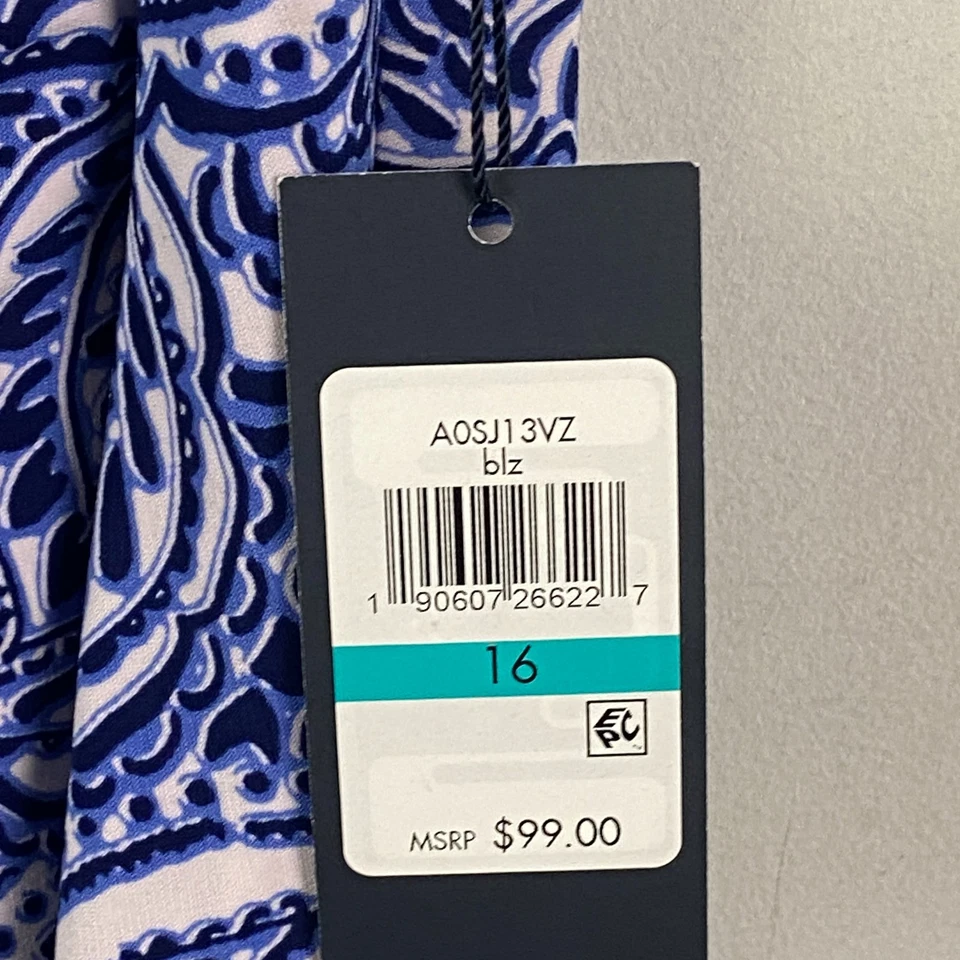 A0SJ13VZ
blz
1 90607 26622 7
16
EPC
MSRP $99.00